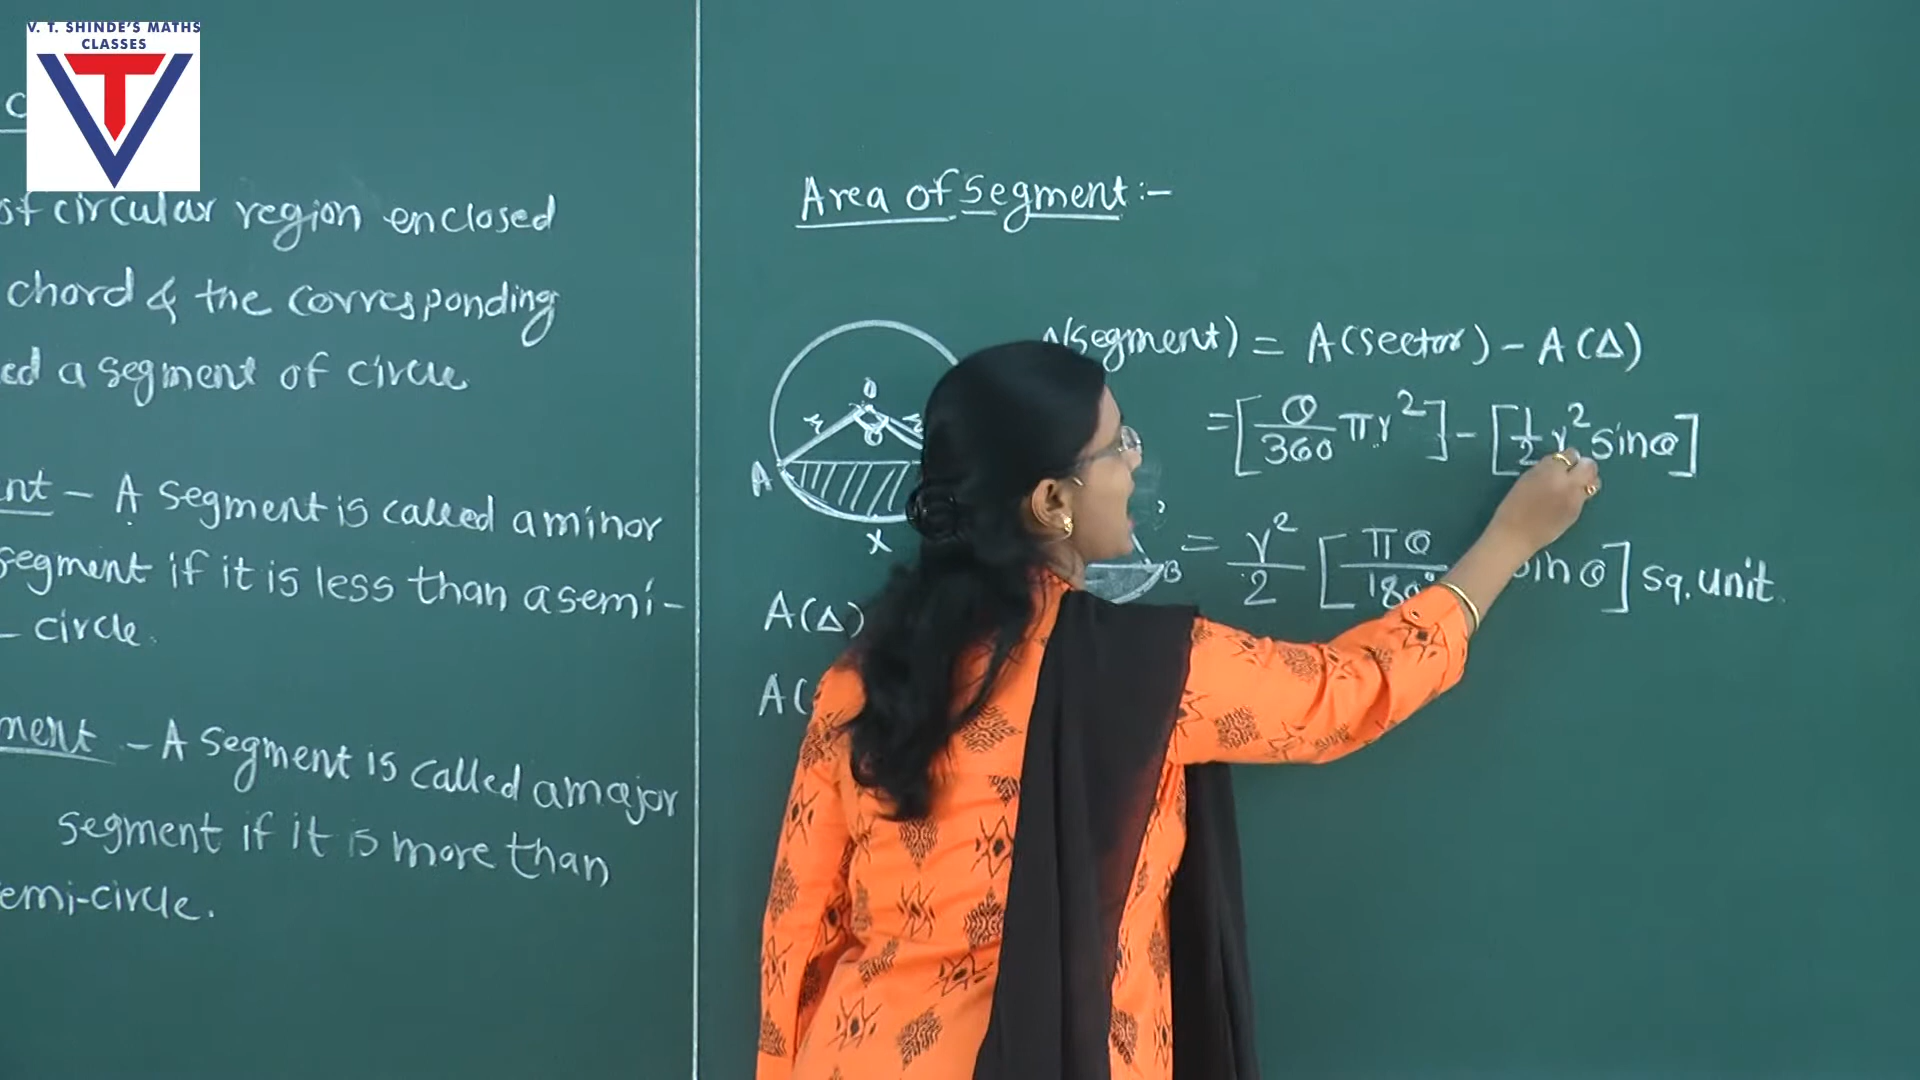 V. T. SHINDE'S MATHS
CLASSES
VT
of circular region enclosed
chord & the corresponding
ed a segment of circle
nt - A segment is called a minor
segment if it is less than a semi-
- circle.
ment - A segment is called a major
segment if it is more than
emi-circle.
Area of Segment :-
(segment) = A(sector) - A(Δ)
= [θ/360 πr²] - [1/2 r² sinθ]
= r²/2 [πθ/180° sinθ] sq. unit.
O
θ
A
X
B
A(Δ)
A(